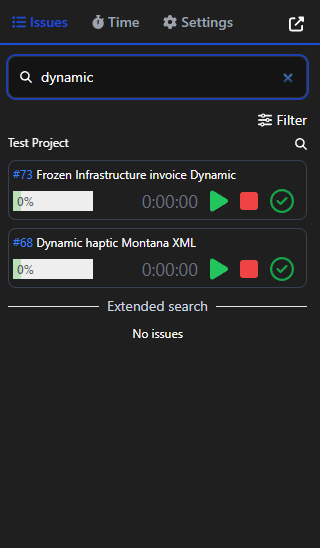 Issues Time Settings
dynamic
Filter
Test Project
#73 Frozen Infrastructure invoice Dynamic
0% 0:00:00
#68 Dynamic haptic Montana XML
0% 0:00:00
Extended search
No issues